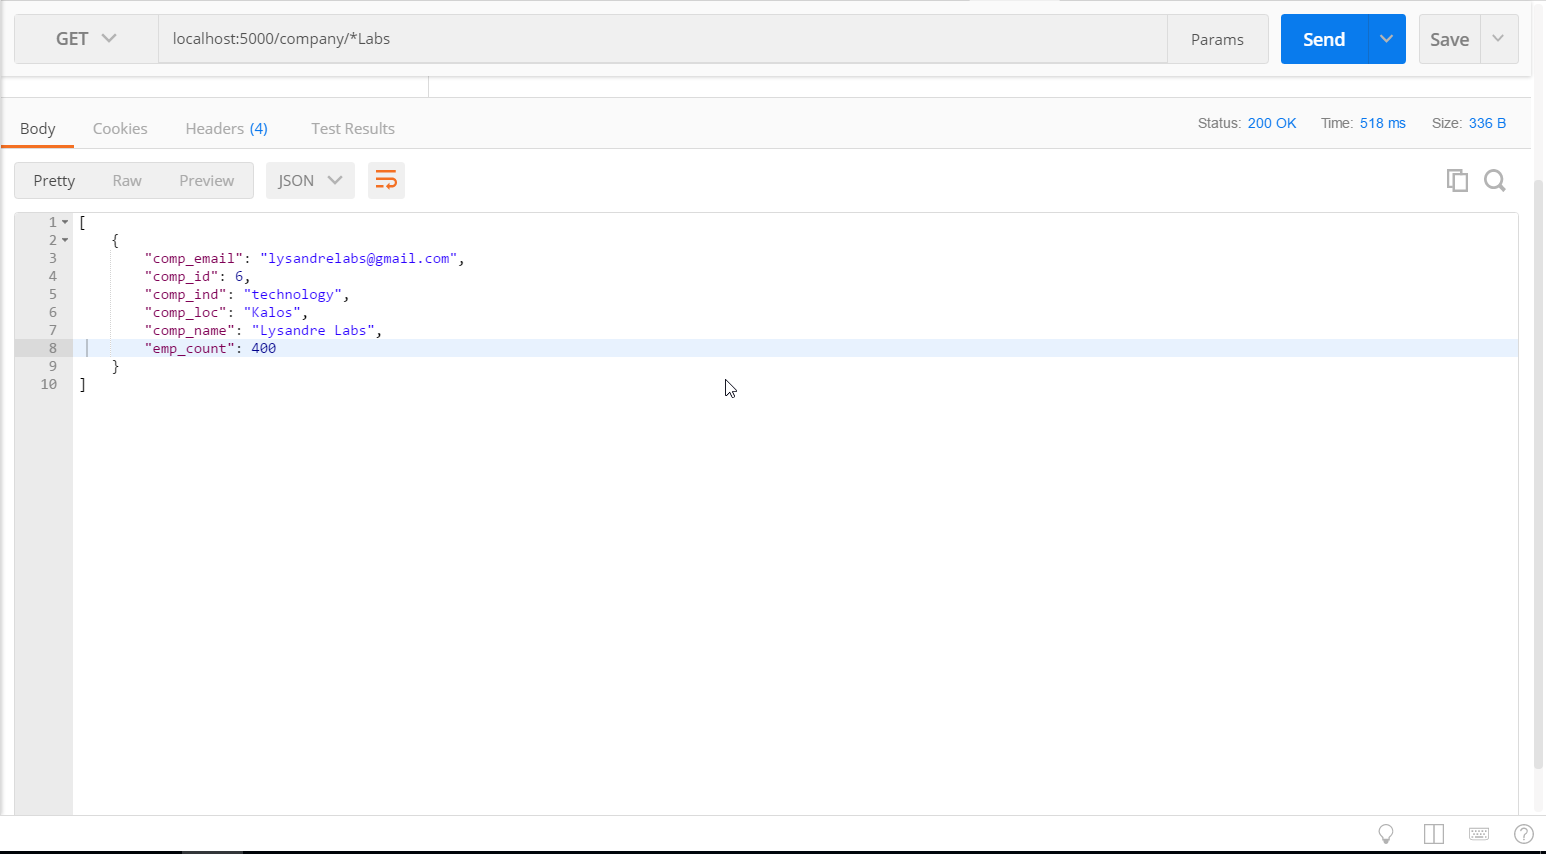 GET localhost:5000/company/*Labs Params Send Save
Body Cookies Headers (4) Test Results Status: 200 OK Time: 518 ms Size: 336 B
Pretty Raw Preview JSON
1 [
2 {
3 "comp_email": "lysandrelabs@gmail.com",
4 "comp_id": 6,
5 "comp_ind": "technology",
6 "comp_loc": "Kalos",
7 "comp_name": "Lysandre Labs",
8 "emp_count": 400
9 }
10 ]